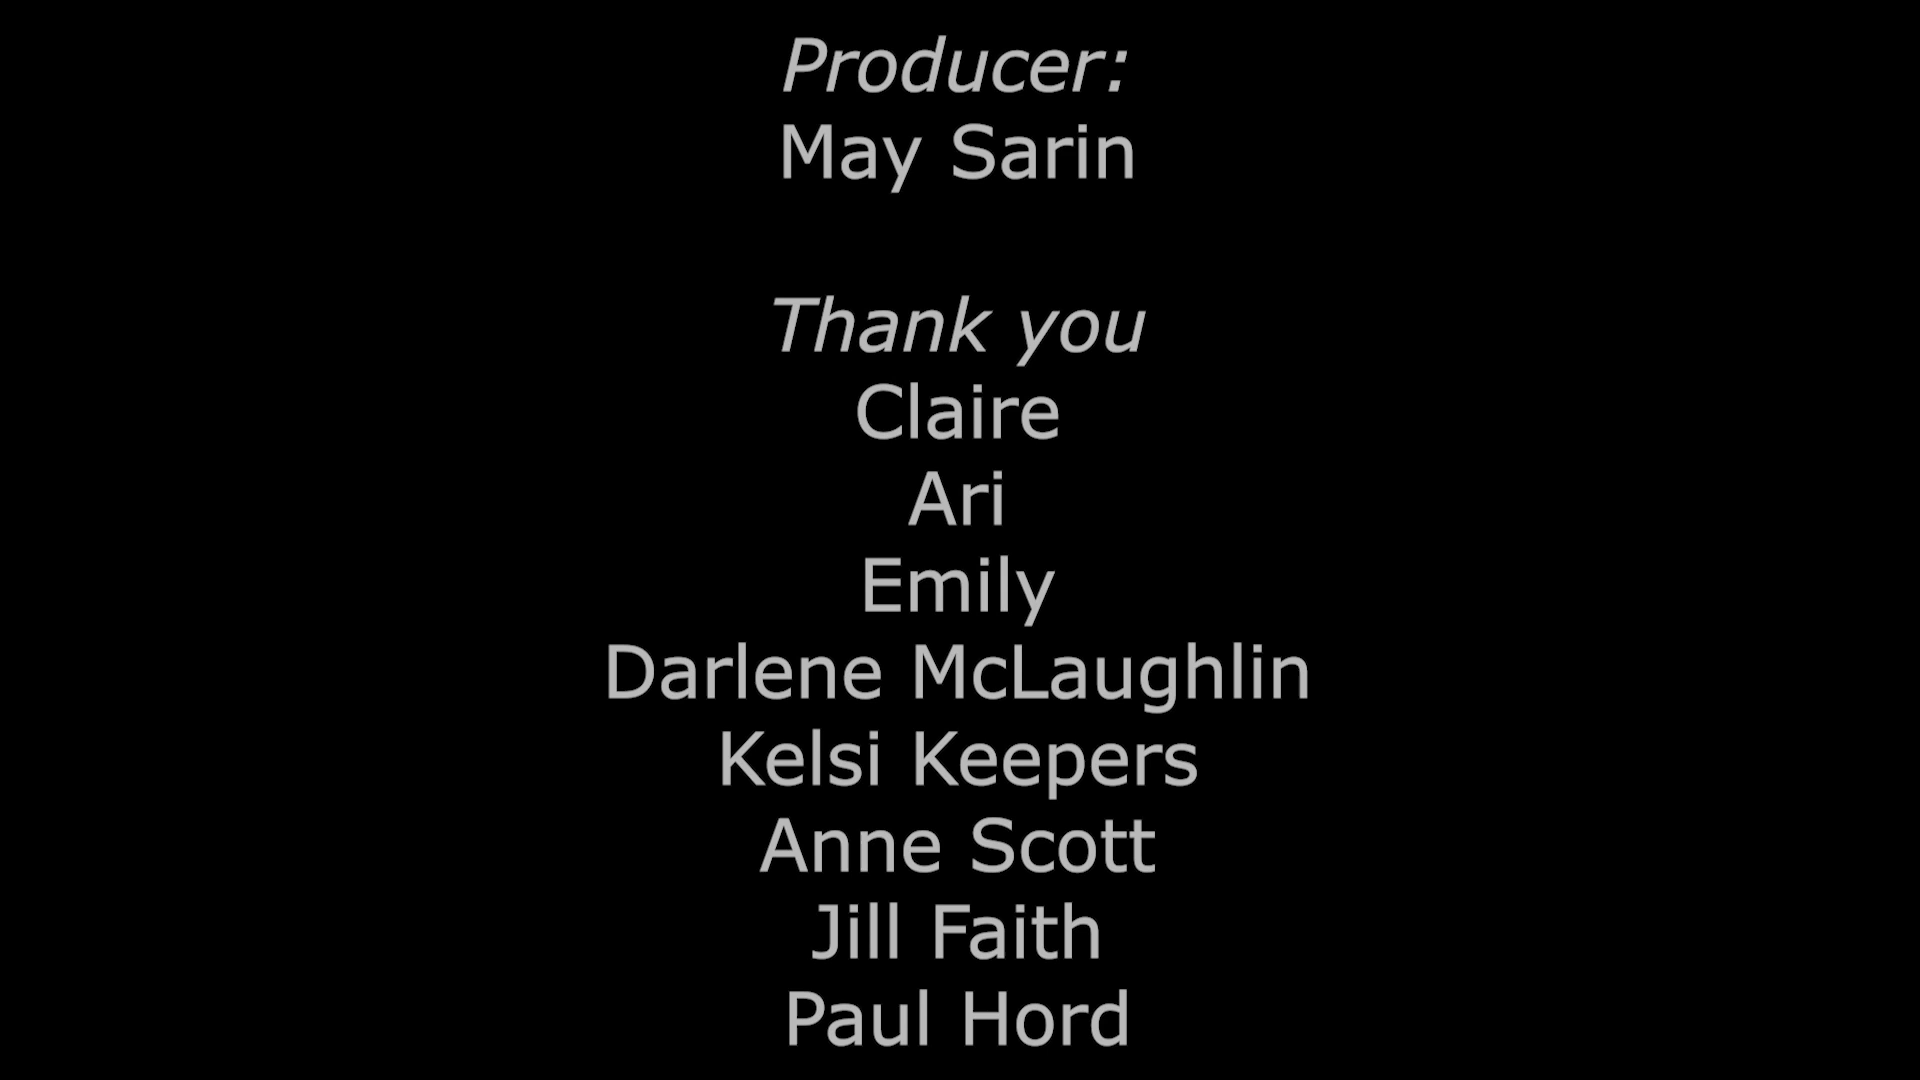 Producer:
May Sarin
Thank you
Claire
Ari
Emily
Darlene McLaughlin
Kelsi Keepers
Anne Scott
Jill Faith
Paul Hord